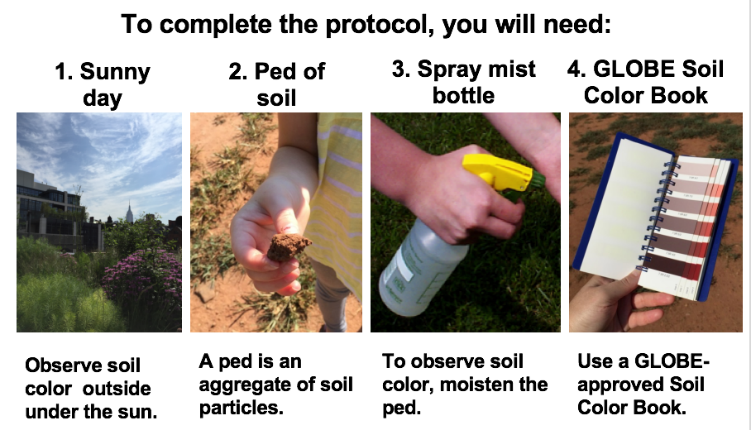 To complete the protocol, you will need:
1. Sunny
day
2. Ped of
soil
3. Spray mist
bottle
4. GLOBE Soil
Color Book
Observe soil
color outside
under the sun.
A ped is an
aggregate of soil
particles.
To observe soil
color, moisten the
ped.
Use a GLOBE-
approved Soil
Color Book.